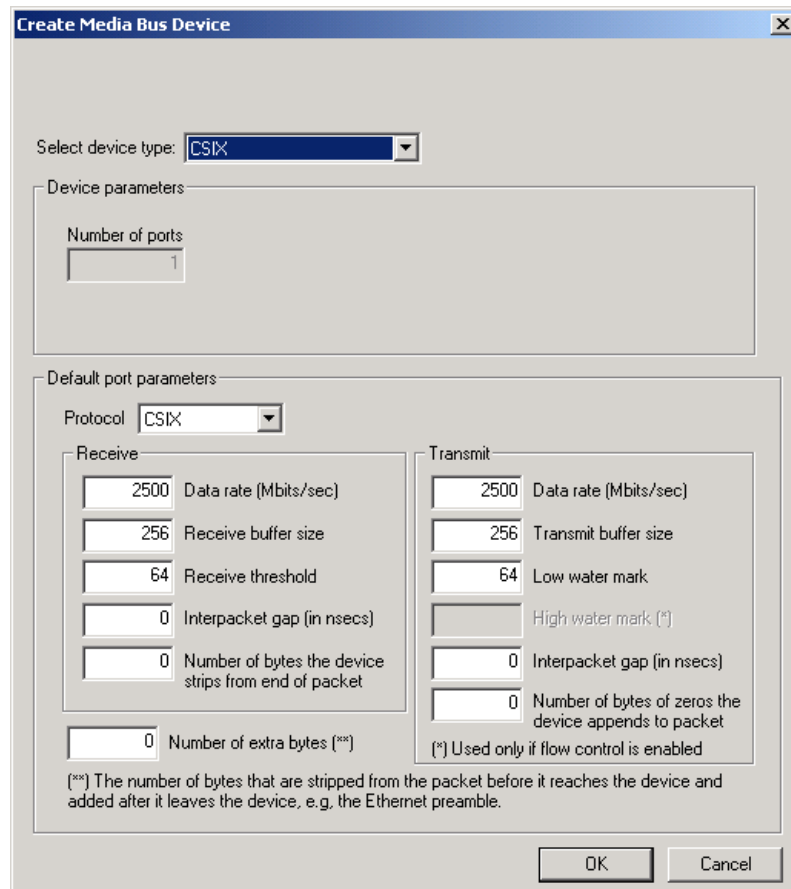 Create Media Bus Device
Select device type: CSIX
Device parameters
Number of ports
1
Default port parameters
Protocol CSIX
Receive
2500 Data rate (Mbits/sec)
256 Receive buffer size
64 Receive threshold
0 Interpacket gap (in nsecs)
0 Number of bytes the device
strips from end of packet
Transmit
2500 Data rate (Mbits/sec)
256 Transmit buffer size
64 Low water mark
High water mark (*)
0 Interpacket gap (in nsecs)
0 Number of bytes of zeros the
device appends to packet
(*) Used only if flow control is enabled
0 Number of extra bytes (**)
(**) The number of bytes that are stripped from the packet before it reaches the device and
added after it leaves the device, e.g, the Ethernet preamble.
OK
Cancel